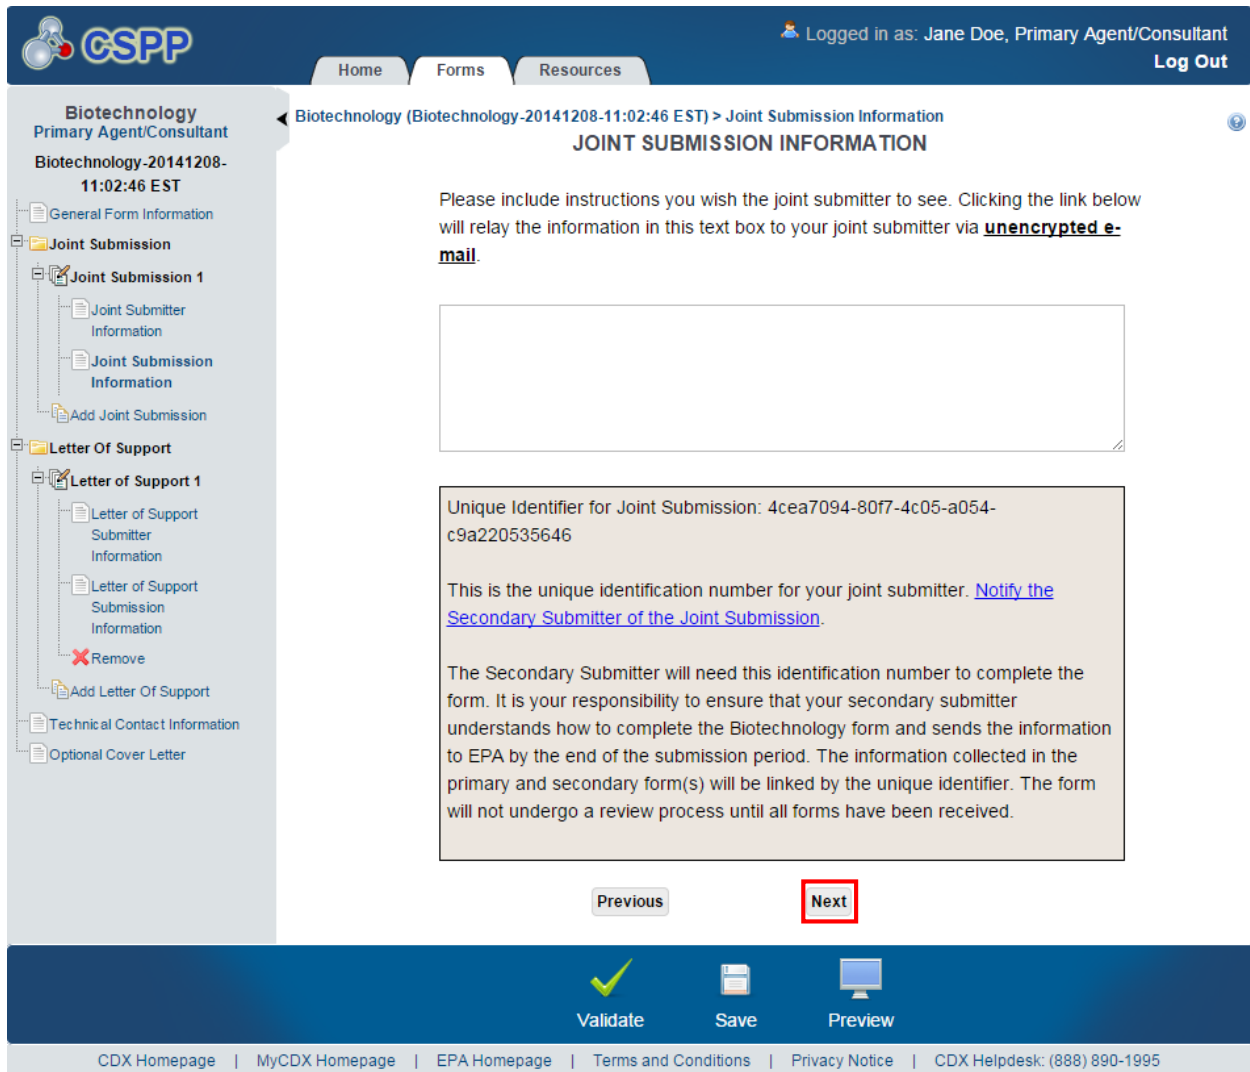 CSPP
Logged in as: Jane Doe, Primary Agent/Consultant
Log Out
Home
Forms
Resources
Biotechnology
Primary Agent/Consultant
Biotechnology-20141208-
11:02:46 EST
General Form Information
Joint Submission
Joint Submission 1
Joint Submitter
Information
Joint Submission
Information
Add Joint Submission
Letter Of Support
Letter of Support 1
Letter of Support
Submitter
Information
Letter of Support
Submission
Information
Remove
Add Letter Of Support
Technical Contact Information
Optional Cover Letter
Biotechnology (Biotechnology-20141208-11:02:46 EST) > Joint Submission Information
JOINT SUBMISSION INFORMATION
Please include instructions you wish the joint submitter to see. Clicking the link below
will relay the information in this text box to your joint submitter via unencrypted e-
mail.
Unique Identifier for Joint Submission: 4cea7094-80f7-4c05-a054-
c9a220535646
This is the unique identification number for your joint submitter. Notify the
Secondary Submitter of the Joint Submission.
The Secondary Submitter will need this identification number to complete the
form. It is your responsibility to ensure that your secondary submitter
understands how to complete the Biotechnology form and sends the information
to EPA by the end of the submission period. The information collected in the
primary and secondary form(s) will be linked by the unique identifier. The form
will not undergo a review process until all forms have been received.
Previous
Next
Validate
Save
Preview
CDX Homepage | MyCDX Homepage | EPA Homepage | Terms and Conditions | Privacy Notice | CDX Helpdesk: (888) 890-1995